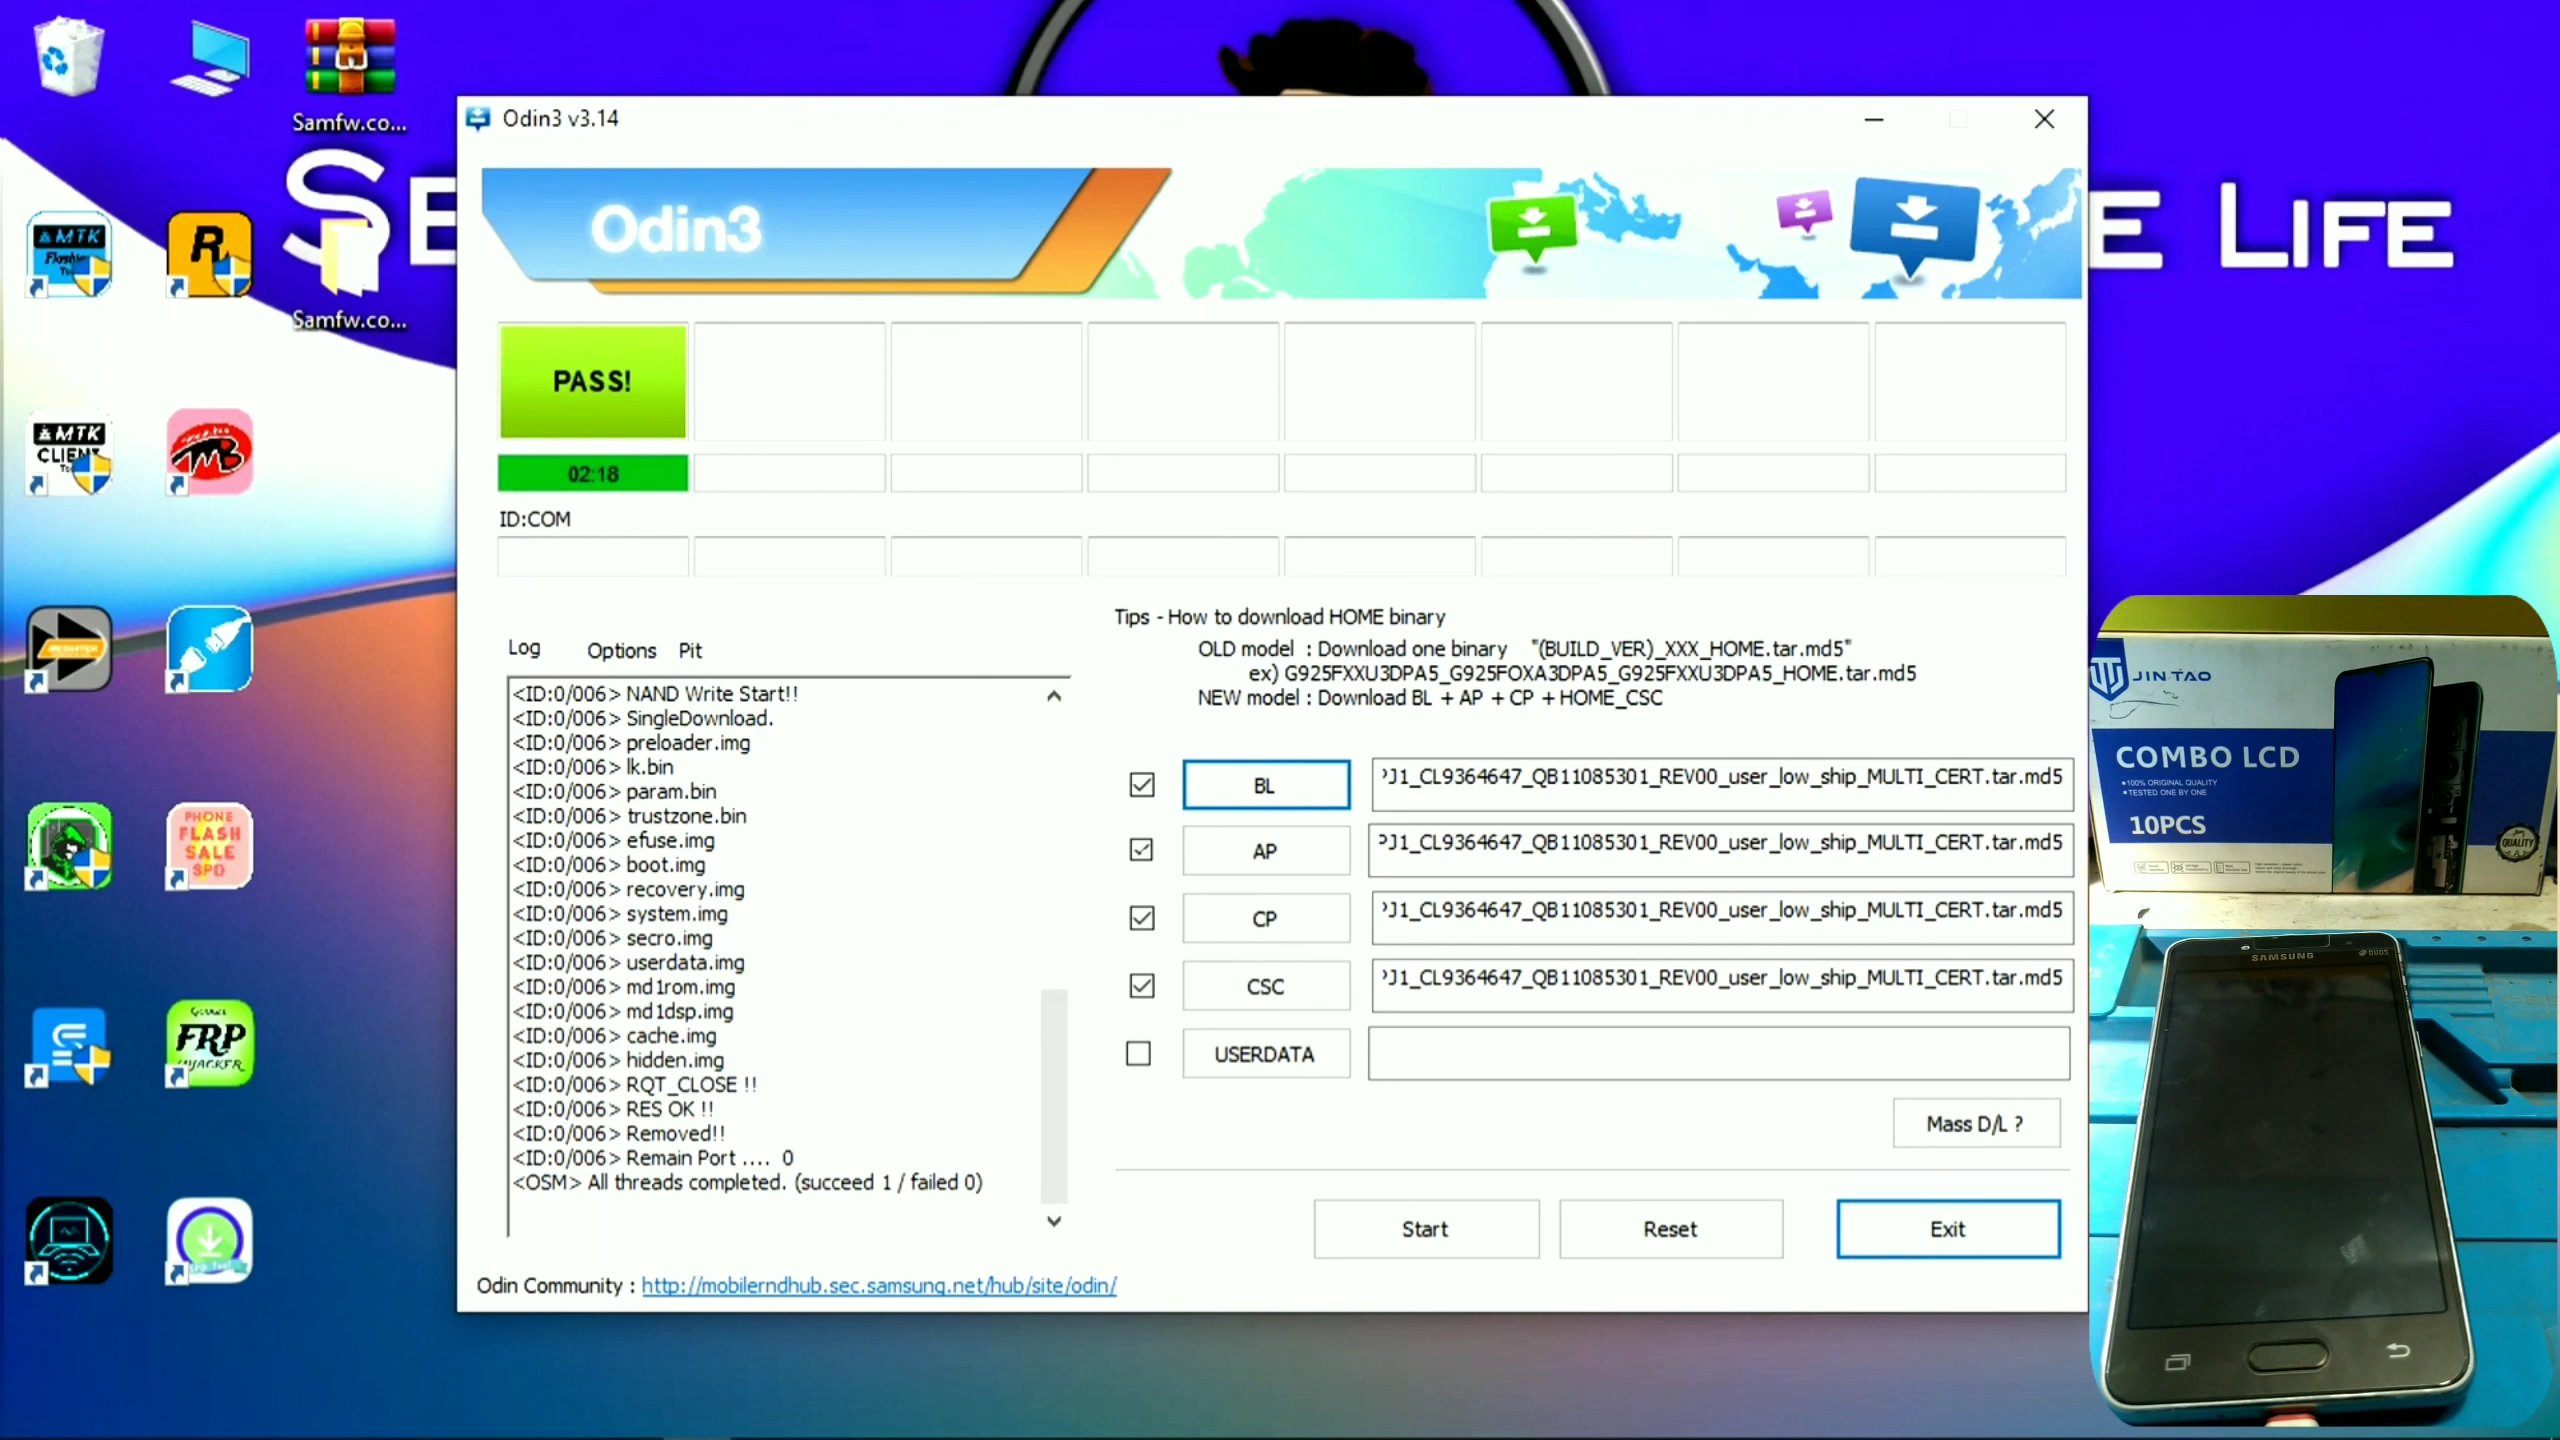 Samfw.co...
Odin3 v3.14
SE
E LIFE
Odin3
MTK
R
Samfw.co...
PASS!
MTK
CLIENT
02:18
ID:COM
Tips - How to download HOME binary
OLD model : Download one binary "(BUILD_VER)_XXX_HOME.tar.md5"
ex) G925FXXU3DPA5_G925FOXA3DPA5_G925FXXU3DPA5_HOME.tar.md5
NEW model : Download BL + AP + CP + HOME_CSC
Log Options Pit
<ID:0/006> NAND Write Start!!
<ID:0/006> SingleDownload.
<ID:0/006> preloader.img
<ID:0/006> lk.bin
<ID:0/006> param.bin
<ID:0/006> trustzone.bin
<ID:0/006> efuse.img
<ID:0/006> boot.img
<ID:0/006> recovery.img
<ID:0/006> system.img
<ID:0/006> secro.img
<ID:0/006> userdata.img
<ID:0/006> md1rom.img
<ID:0/006> md1dsp.img
<ID:0/006> cache.img
<ID:0/006> hidden.img
<ID:0/006> RQT_CLOSE !!
<ID:0/006> RES OK !!
<ID:0/006> Removed!!
<ID:0/006> Remain Port .... 0
<OSM> All threads completed. (succeed 1 / failed 0)
BL J1_CL9364647_QB11085301_REV00_user_low_ship_MULTI_CERT.tar.md5
AP J1_CL9364647_QB11085301_REV00_user_low_ship_MULTI_CERT.tar.md5
CP J1_CL9364647_QB11085301_REV00_user_low_ship_MULTI_CERT.tar.md5
CSC J1_CL9364647_QB11085301_REV00_user_low_ship_MULTI_CERT.tar.md5
USERDATA
Mass D/L ?
Start Reset Exit
Odin Community : http://mobilerndhub.sec.samsung.net/hub/site/odin/
PHONE
FLASH
SALE
SPD
FRP
JIN TAO
COMBO LCD
100% ORIGINAL QUALITY
TESTED ONE BY ONE
10PCS
QUALITY
SAMSUNG
DUOS